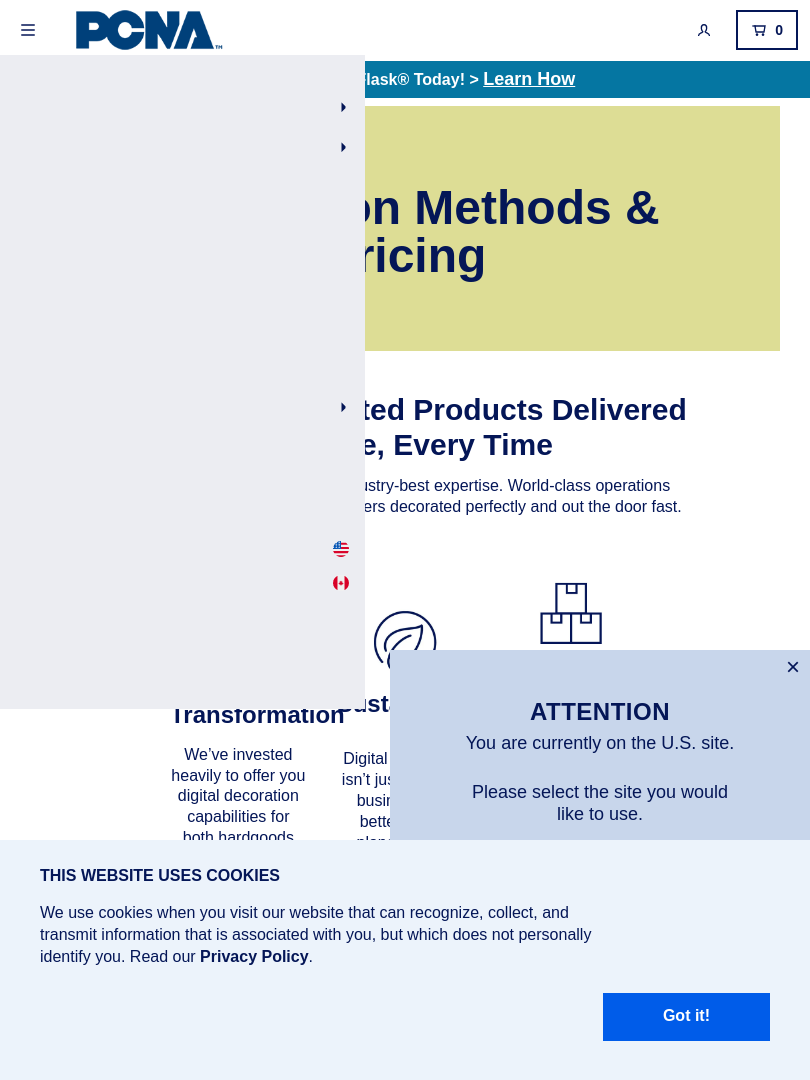 PCNA™
0
Flask® Today! > Learn How
on Methods &
ricing
ted Products Delivered
e, Every Time
ustry-best expertise. World-class operations
ers decorated perfectly and out the door fast.
Transformation
We’ve invested
heavily to offer you
digital decoration
capabilities for
both hardgoods
Digital
isn’t jus
busin
bette
ATTENTION
You are currently on the U.S. site.
Please select the site you would
like to use.
THIS WEBSITE USES COOKIES
We use cookies when you visit our website that can recognize, collect, and
transmit information that is associated with you, but which does not personally
identify you. Read our Privacy Policy.
Got it!